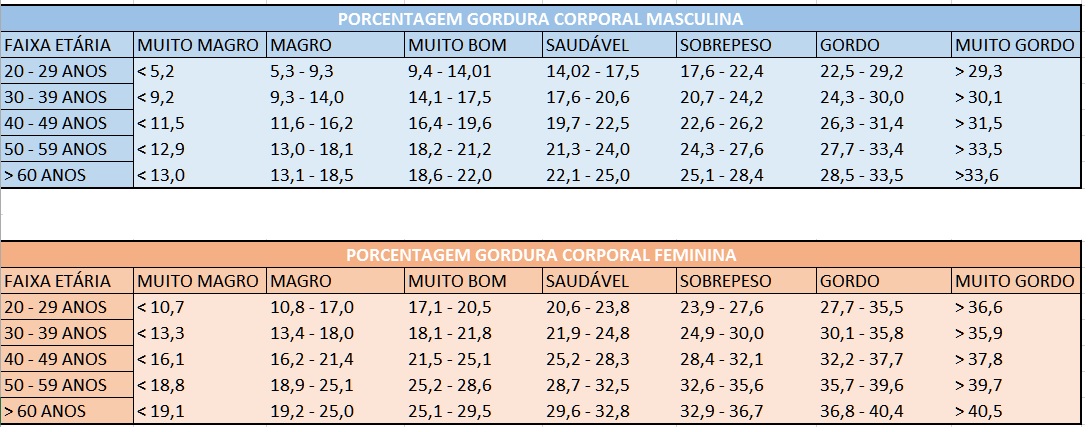 PORCENTAGEM GORDURA CORPORAL MASCULINA
FAIXA ETÁRIA MUITO MAGRO MAGRO MUITO BOM SAUDÁVEL SOBREPESO GORDO MUITO GORDO
20 - 29 ANOS < 5,2 5,3 - 9,3 9,4 - 14,01 14,02 - 17,5 17,6 - 22,4 22,5 - 29,2 > 29,3
30 - 39 ANOS < 9,2 9,3 - 14,0 14,1 - 17,5 17,6 - 20,6 20,7 - 24,2 24,3 - 30,0 > 30,1
40 - 49 ANOS < 11,5 11,6 - 16,2 16,4 - 19,6 19,7 - 22,5 22,6 - 26,2 26,3 - 31,4 > 31,5
50 - 59 ANOS < 12,9 13,0 - 18,1 18,2 - 21,2 21,3 - 24,0 24,3 - 27,6 27,7 - 33,4 > 33,5
> 60 ANOS < 13,0 13,1 - 18,5 18,6 - 22,0 22,1 - 25,0 25,1 - 28,4 28,5 - 33,5 >33,6
PORCENTAGEM GORDURA CORPORAL FEMININA
FAIXA ETÁRIA MUITO MAGRO MAGRO MUITO BOM SAUDÁVEL SOBREPESO GORDO MUITO GORDO
20 - 29 ANOS < 10,7 10,8 - 17,0 17,1 - 20,5 20,6 - 23,8 23,9 - 27,6 27,7 - 35,5 > 36,6
30 - 39 ANOS < 13,3 13,4 - 18,0 18,1 - 21,8 21,9 - 24,8 24,9 - 30,0 30,1 - 35,8 > 35,9
40 - 49 ANOS < 16,1 16,2 - 21,4 21,5 - 25,1 25,2 - 28,3 28,4 - 32,1 32,2 - 37,7 > 37,8
50 - 59 ANOS < 18,8 18,9 - 25,1 25,2 - 28,6 28,7 - 32,5 32,6 - 35,6 35,7 - 39,6 > 39,7
> 60 ANOS < 19,1 19,2 - 25,0 25,1 - 29,5 29,6 - 32,8 32,9 - 36,7 36,8 - 40,4 > 40,5